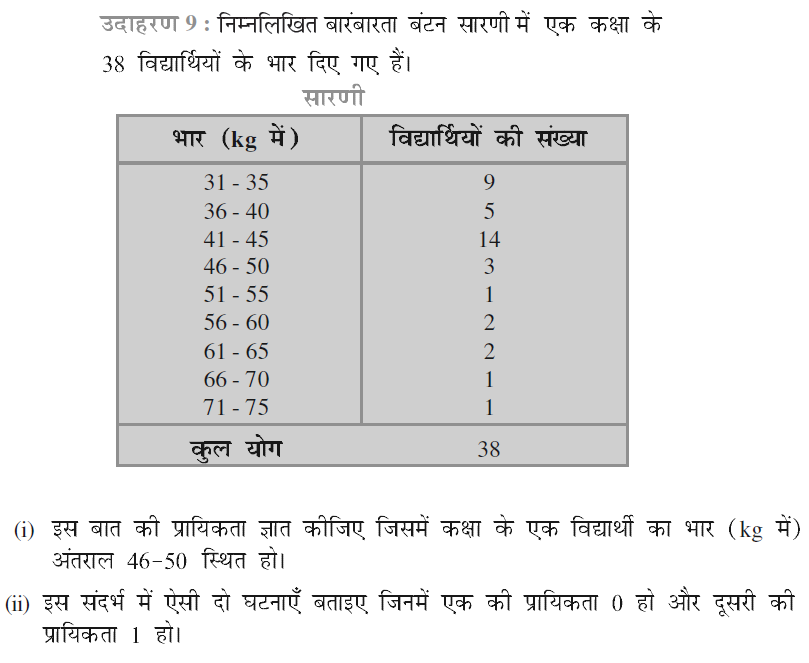 उदाहरण 9 : निम्नलिखित बारंबारता बंटन सारणी में एक कक्षा के
38 विद्यार्थियों के भार दिए गए हैं।
सारणी
भार (kg में) विद्यार्थियों की संख्या
31 - 35 9
36 - 40 5
41 - 45 14
46 - 50 3
51 - 55 1
56 - 60 2
61 - 65 2
66 - 70 1
71 - 75 1
कुल योग 38
(i) इस बात की प्रायिकता ज्ञात कीजिए जिसमें कक्षा के एक विद्यार्थी का भार (kg में)
अंतराल 46-50 स्थित हो।
(ii) इस संदर्भ में ऐसी दो घटनाएँ बताइए जिनमें एक की प्रायिकता 0 हो और दूसरी की
प्रायिकता 1 हो।